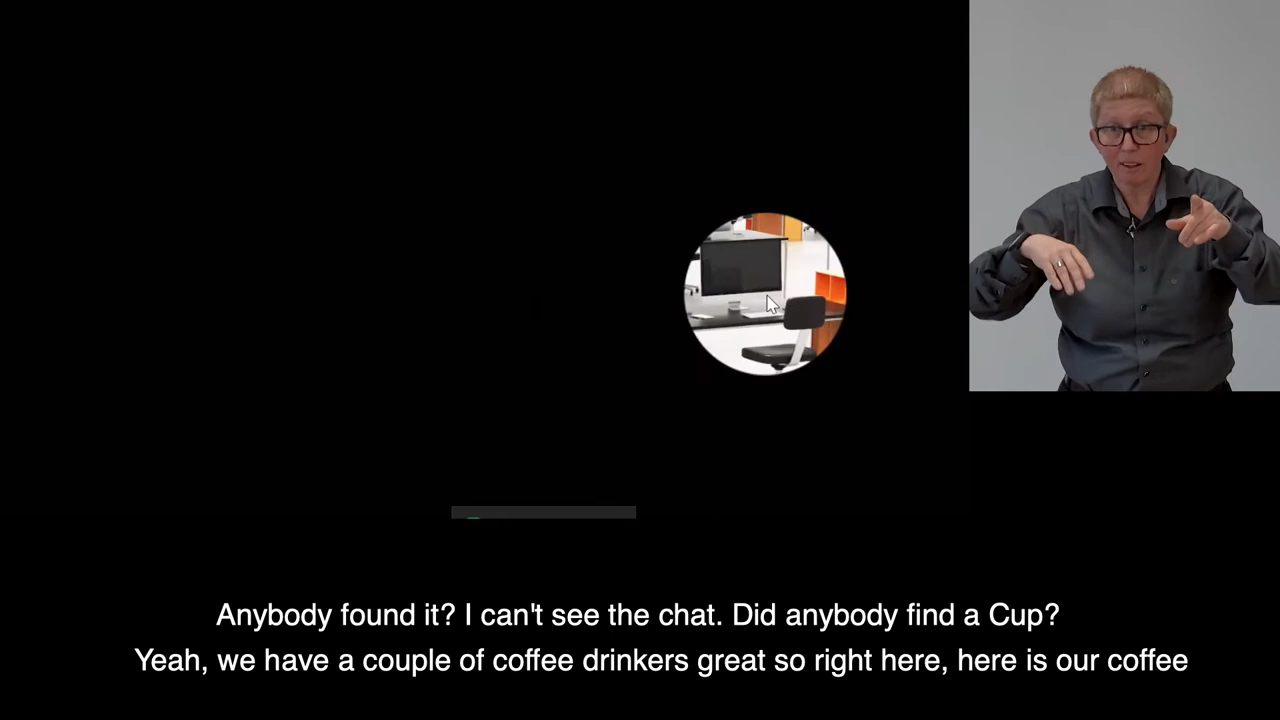 Anybody found it? I can't see the chat. Did anybody find a Cup?
Yeah, we have a couple of coffee drinkers great so right here, here is our coffee